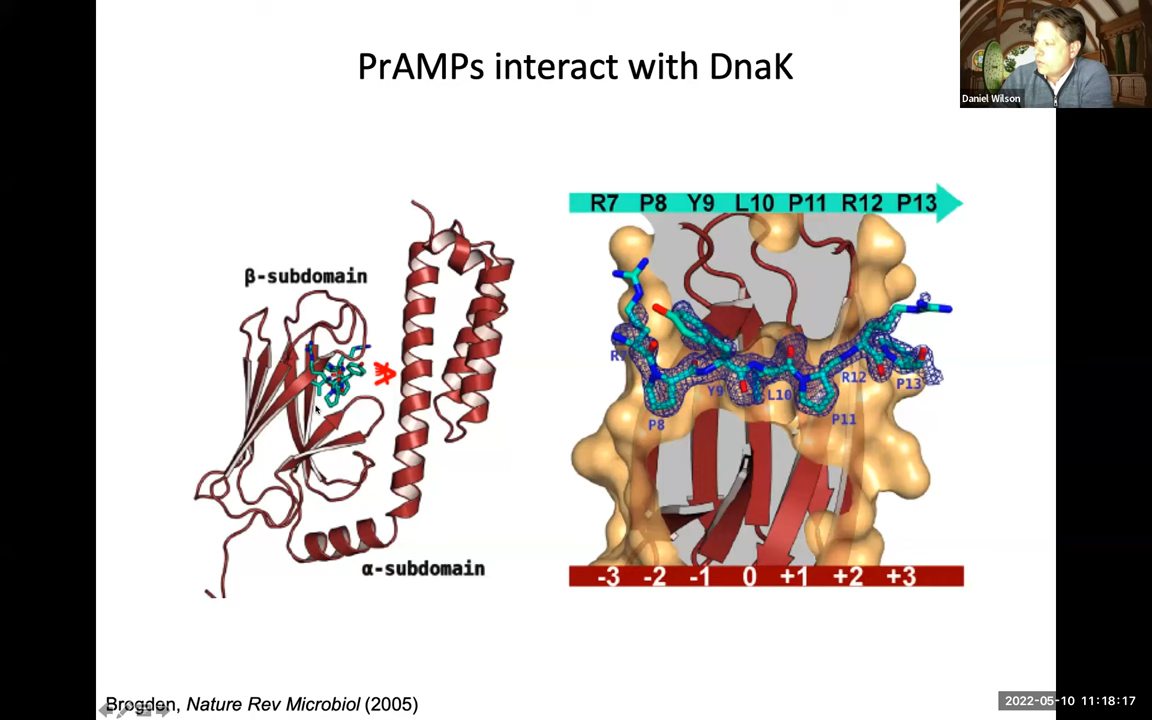 PrAMPs interact with DnaK
Daniel Wilson
R7 P8 Y9 L10 P11 R12 P13
β-subdomain
R7
P8
Y9
L10
P11
R12
P13
α-subdomain
-3 -2 -1 0 +1 +2 +3
Brogden, Nature Rev Microbiol (2005)
2022-05-10 11:18:17